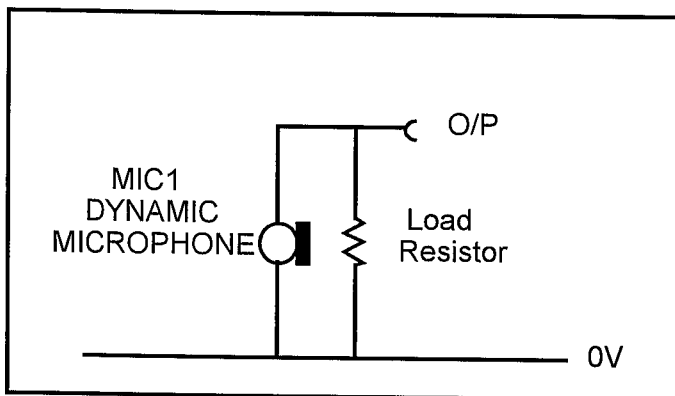 O/P
MIC1
DYNAMIC
MICROPHONE
Load
Resistor
0V